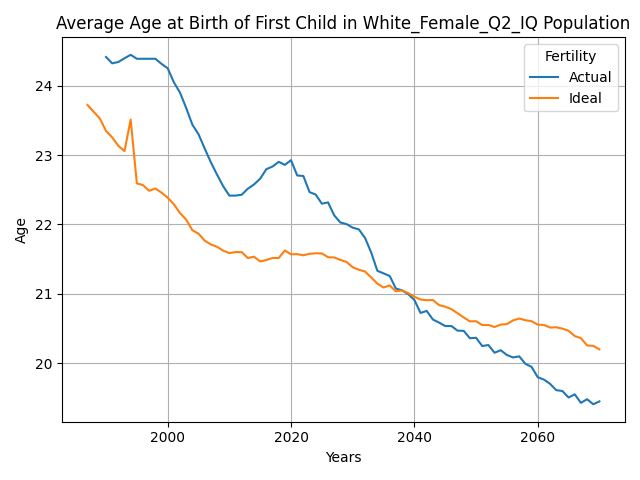 Average Age at Birth of First Child in White_Female_Q2_IQ Population
Fertility
Actual
Ideal
24
23
22
21
20
Age
2000
2020
2040
2060
Years